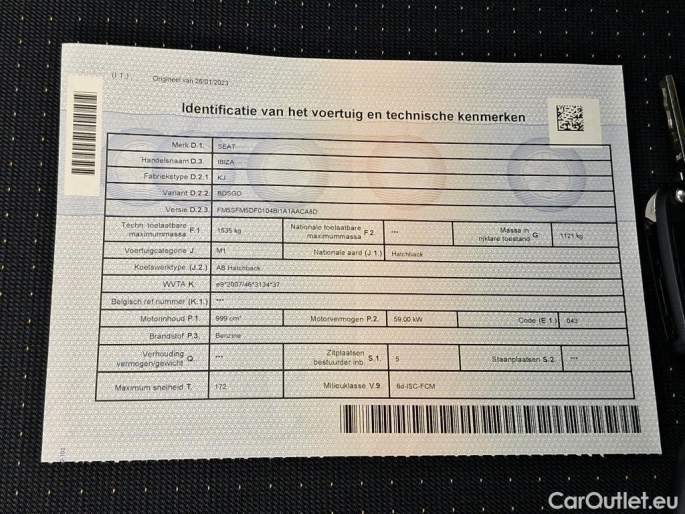 (I T.) Origineel van 26/01/2023
Identificatie van het voertuig en technische kenmerken
Merk D.1. SEAT
Handelsnaam D.3. IBIZA
Fabriekstype D.2.1 KJ
Variant D.2.2. BDSGD
Versie D.2.3.
Techn. toelaatbare maximummassa F.1. 1535 kg Nationale toelaatbare maximummassa F.2. *** Massa in rijklare toestand G. 1121 kg
Voertuigcategorie J. M1 Nationale aard (J.1) Hatchback
Koetswerktype (J.2.) AB Hatchback
WVTA K. e9*2007/46*3134*37
Belgisch ref nummer (K.1.) ***
Motorinhoud P.1. 999 cm³ Motorvermogen P.2. 59.00 kW Code (E.1.) 043
Brandstof P.3. Benzine
Verhouding vermogen/gewicht Q. *** Zitplaatsen bestuurder inb. S.1. 5 Staanplaatsen S.2. ***
Maximum snelheid T. 172 Milieuklasse V.9. 6d-ISC-FCM
CarOutlet.eu